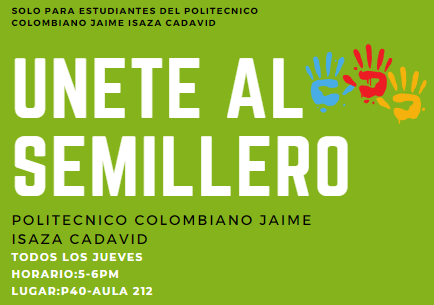 SOLO PARA ESTUDIANTES DEL POLITECNICO
COLOMBIANO JAIME ISAZA CADAVID
UNETE AL
SEMILLERO
POLITECNICO COLOMBIANO JAIME
ISAZA CADAVID
TODOS LOS JUEVES
HORARIO:5-6PM
LUGAR:P40-AULA 212